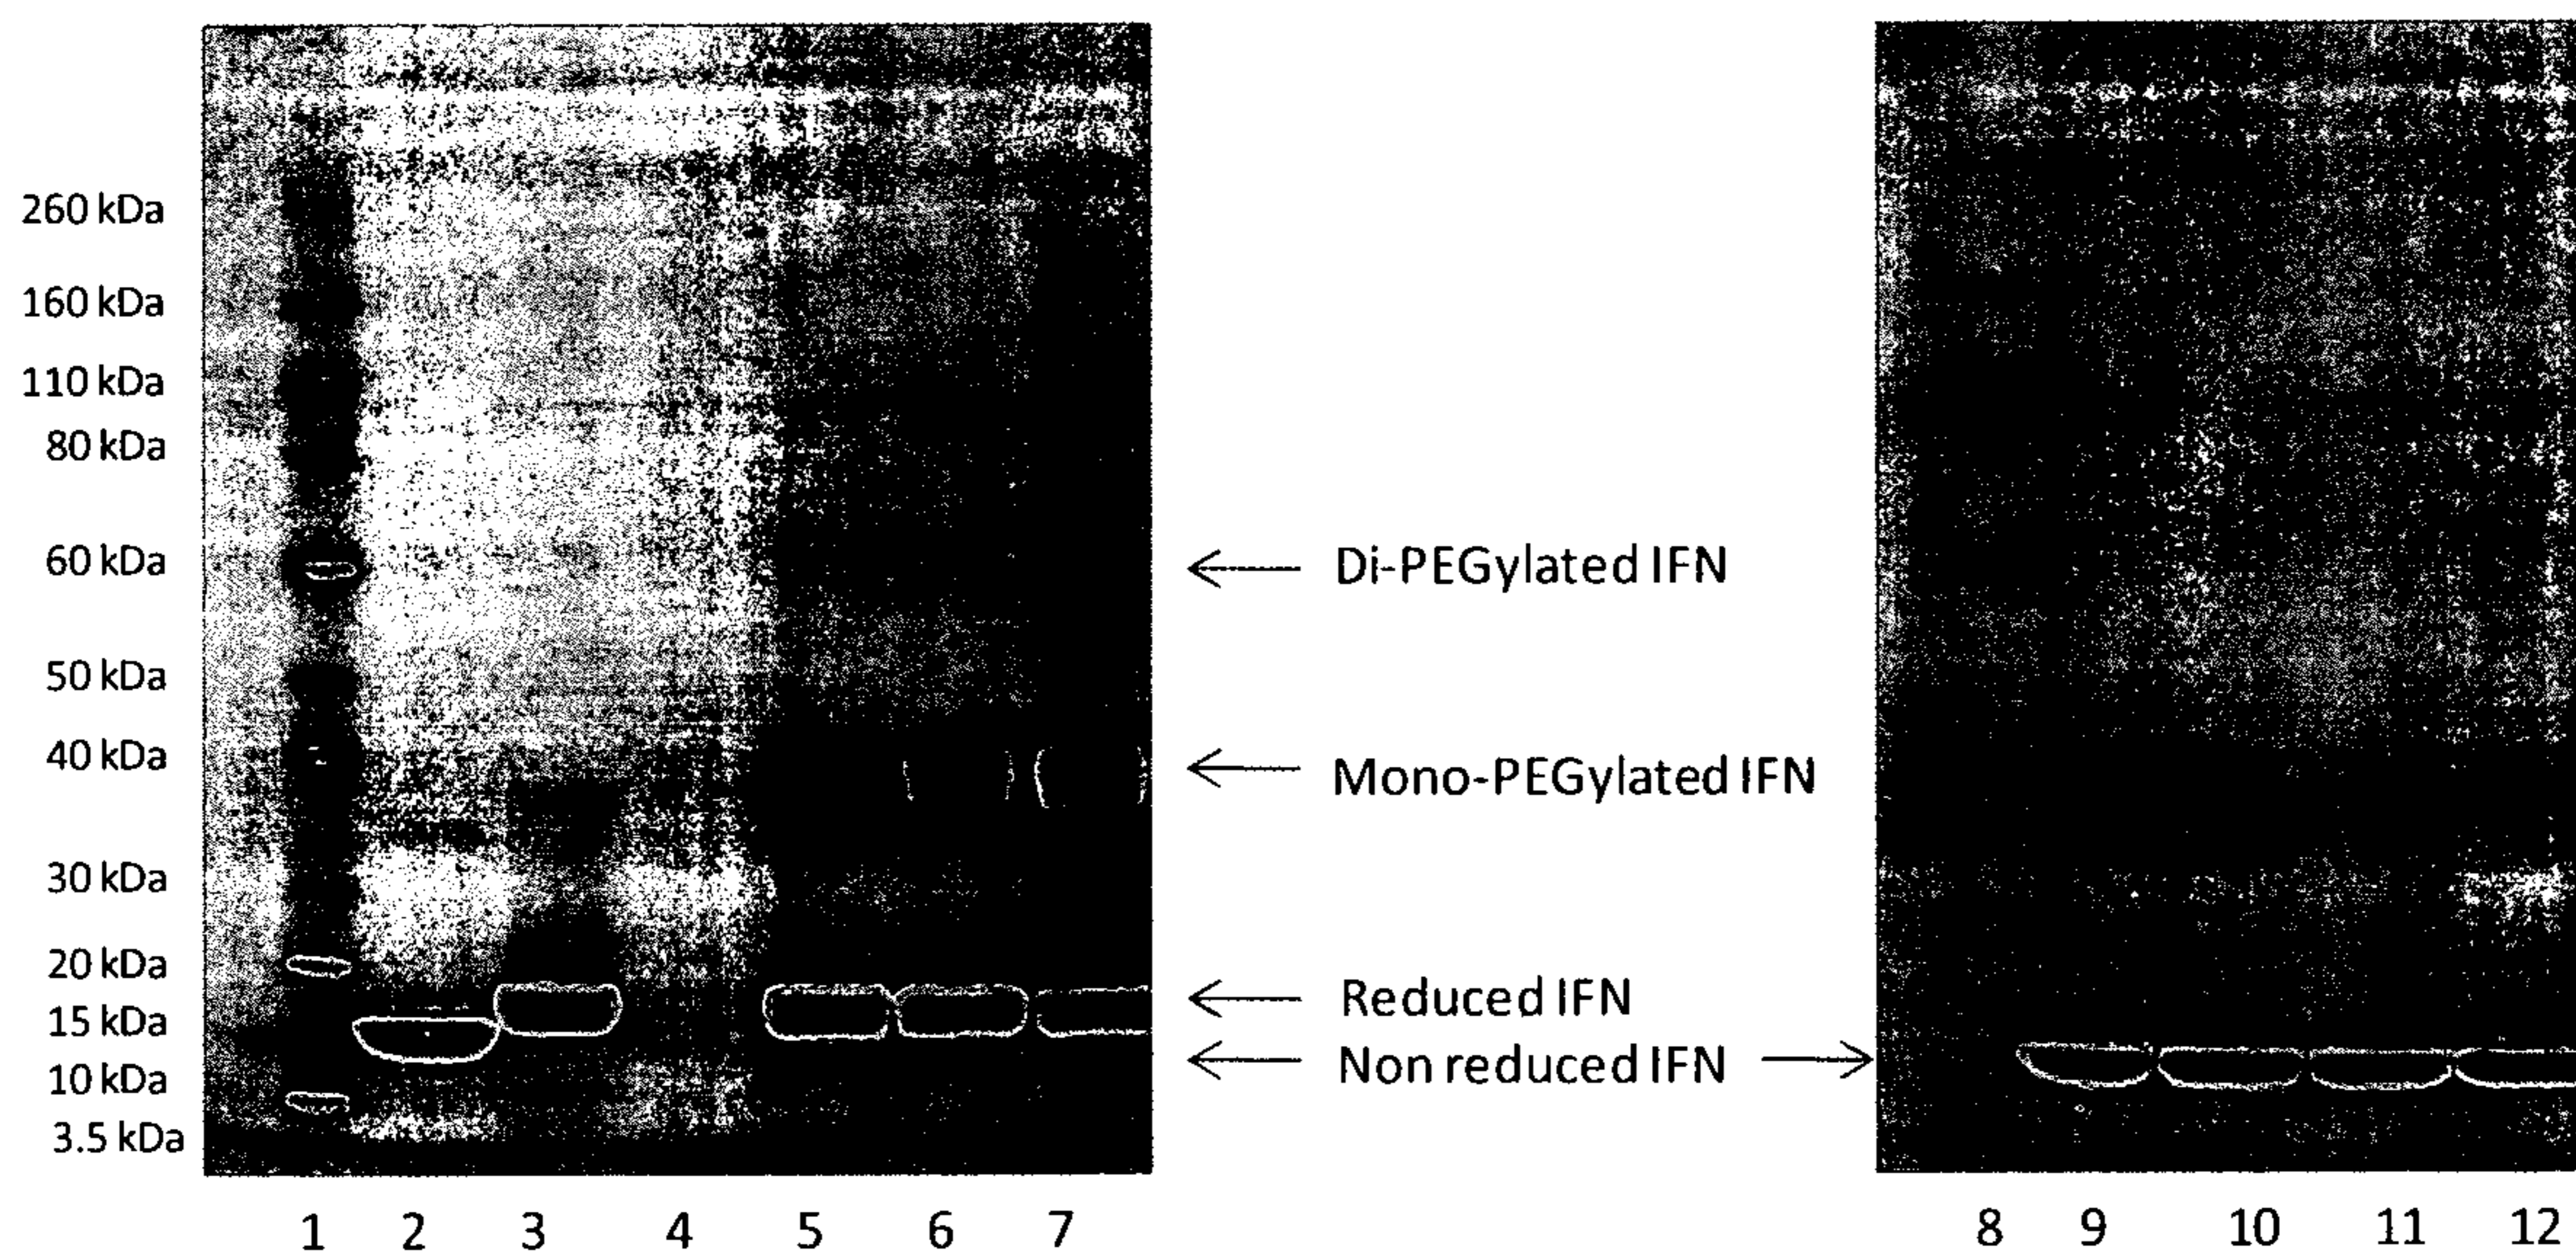 260 kDa
160 kDa
110 kDa
80 kDa
60 kDa
50 kDa
40 kDa
30 kDa
20 kDa
15 kDa
10 kDa
3.5 kDa
Di-PEGylated IFN
Mono-PEGylated IFN
Reduced IFN
Non reduced IFN
1 2 3 4 5 6 7
8 9 10 11 12